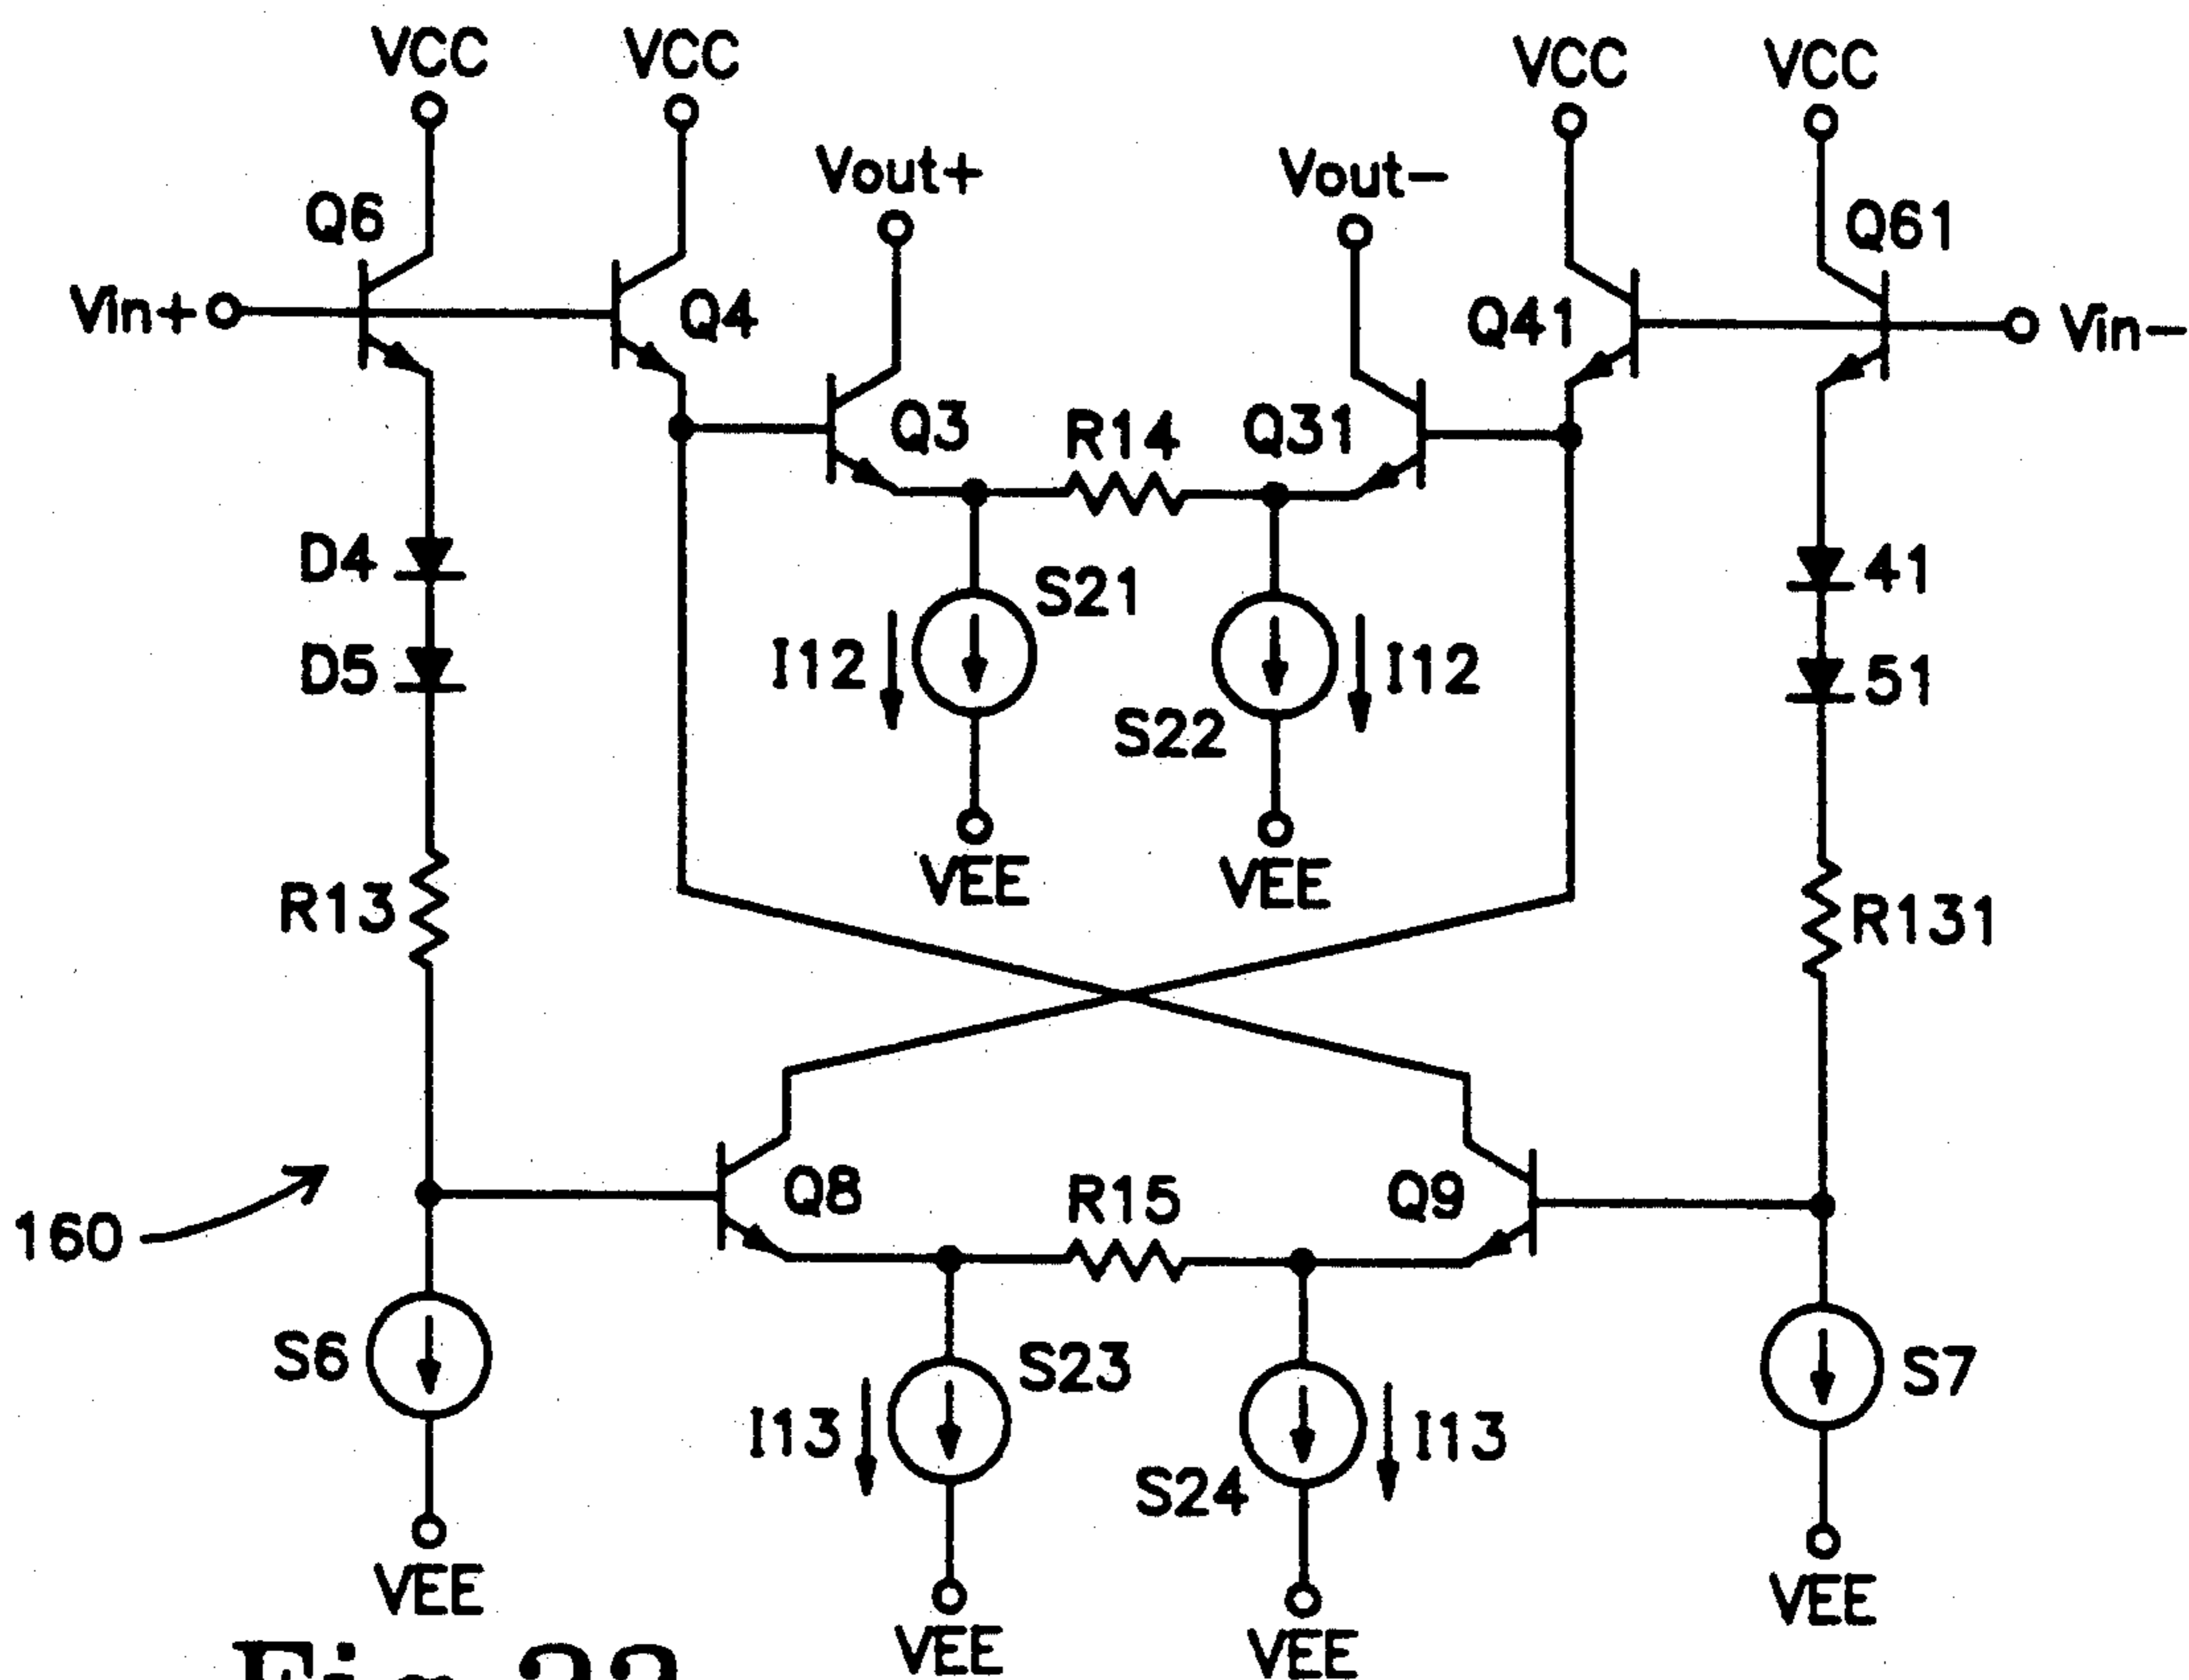 VCC VCC VCC VCC
Vout+ Vout−
Q6 Q61
Vin+ Q4 Q41 Vin−
Q3 R14 Q31
D4 S21 41
D5 I12 I12 51
S22
R13 VEE VEE R131
Q8 R15 Q9
160
S6 S23 S7
I13 I13
S24
VEE VEE
VEE VEE
Fig. 22